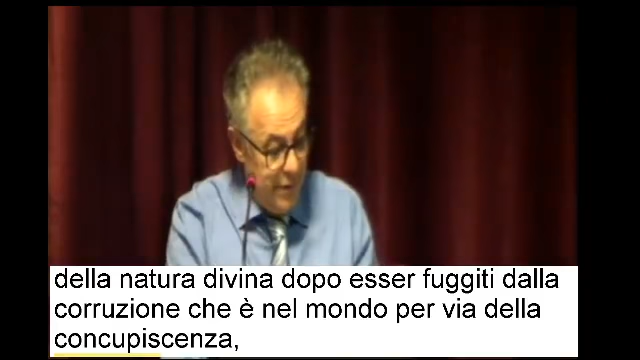 della natura divina dopo esser fuggiti dalla
corruzione che è nel mondo per via della
concupiscenza,